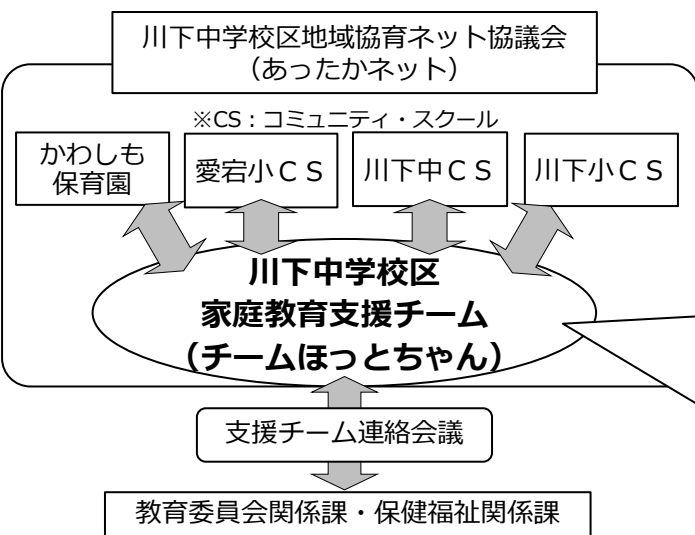 川下中学校区地域協育ネット協議会
（あったかネット）
※CS：コミュニティ・スクール
かわしも
保育園
愛宕小ＣＳ
川下中ＣＳ
川下小ＣＳ
川下中学校区
家庭教育支援チーム
（チームほっとちゃん）
支援チーム連絡会議
教育委員会関係課・保健福祉関係課